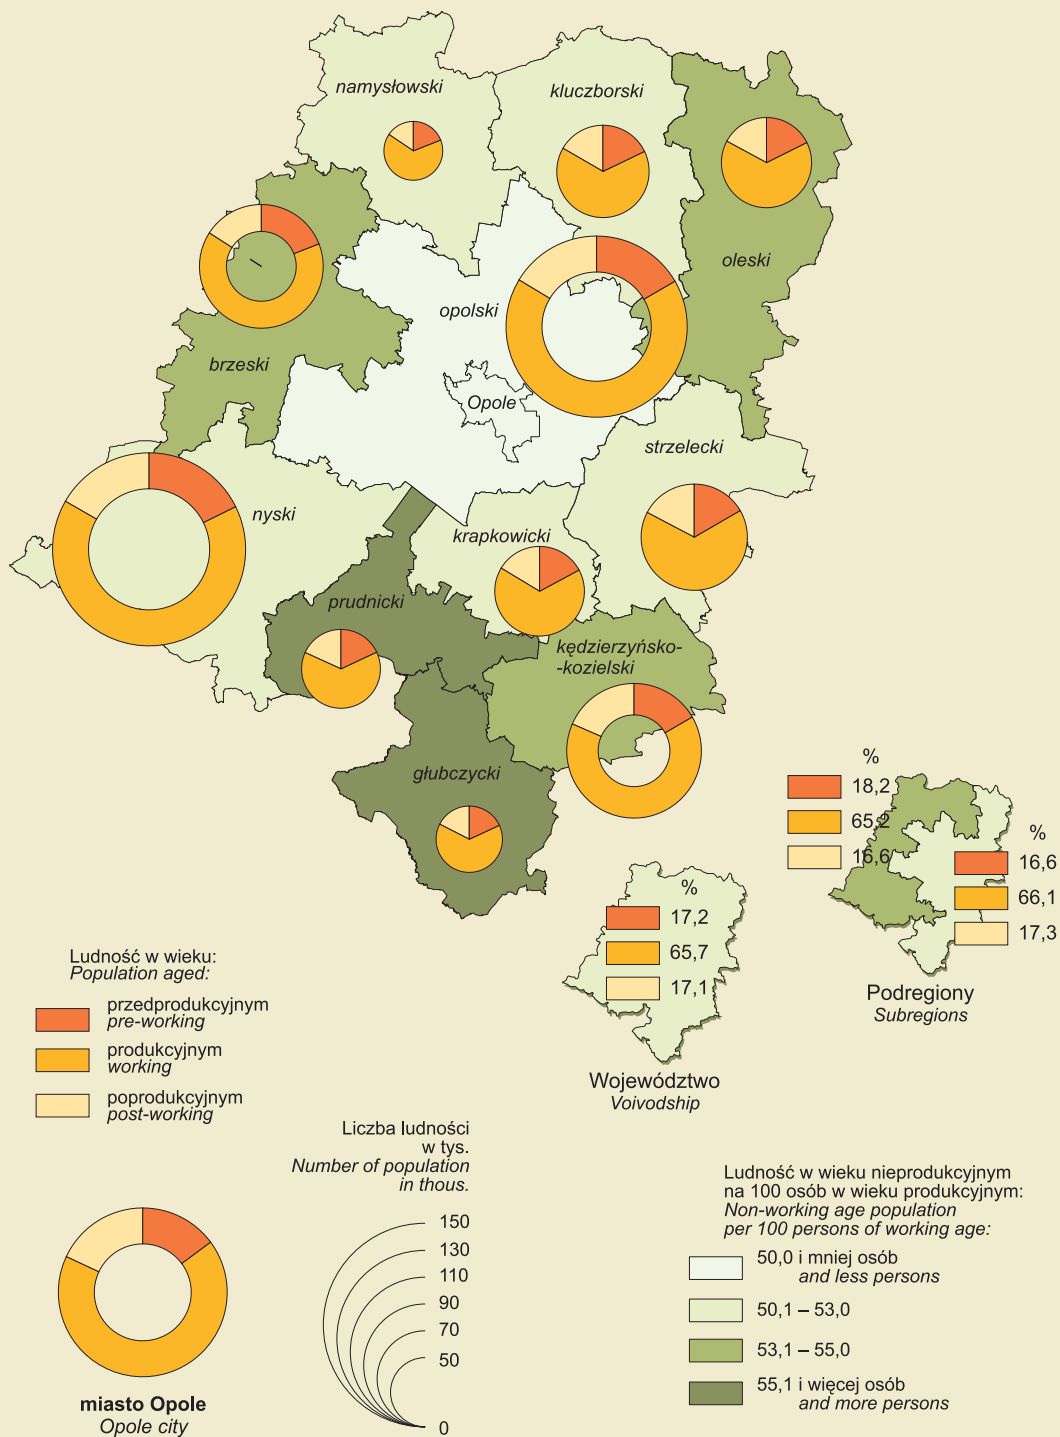 namysłowski
kluczborski
oleski
opolski
brzeski
Opole
strzelecki
nyski
krapkowicki
prudnicki
kędzierzyńsko-
-kozielski
głubczycki
%
18,2
65,2
16,6
%
16,6
66,1
17,3
Podregiony
Subregions
%
17,2
65,7
17,1
Województwo
Voivodship
Ludność w wieku:
Population aged:
przedprodukcyjnym
pre-working
produkcyjnym
working
poprodukcyjnym
post-working
miasto Opole
Opole city
Liczba ludności
w tys.
Number of population
in thous.
150
130
110
90
70
50
0
Ludność w wieku nieprodukcyjnym
na 100 osób w wieku produkcyjnym:
Non-working age population
per 100 persons of working age:
50,0 i mniej osób
and less persons
50,1 – 53,0
53,1 – 55,0
55,1 i więcej osób
and more persons